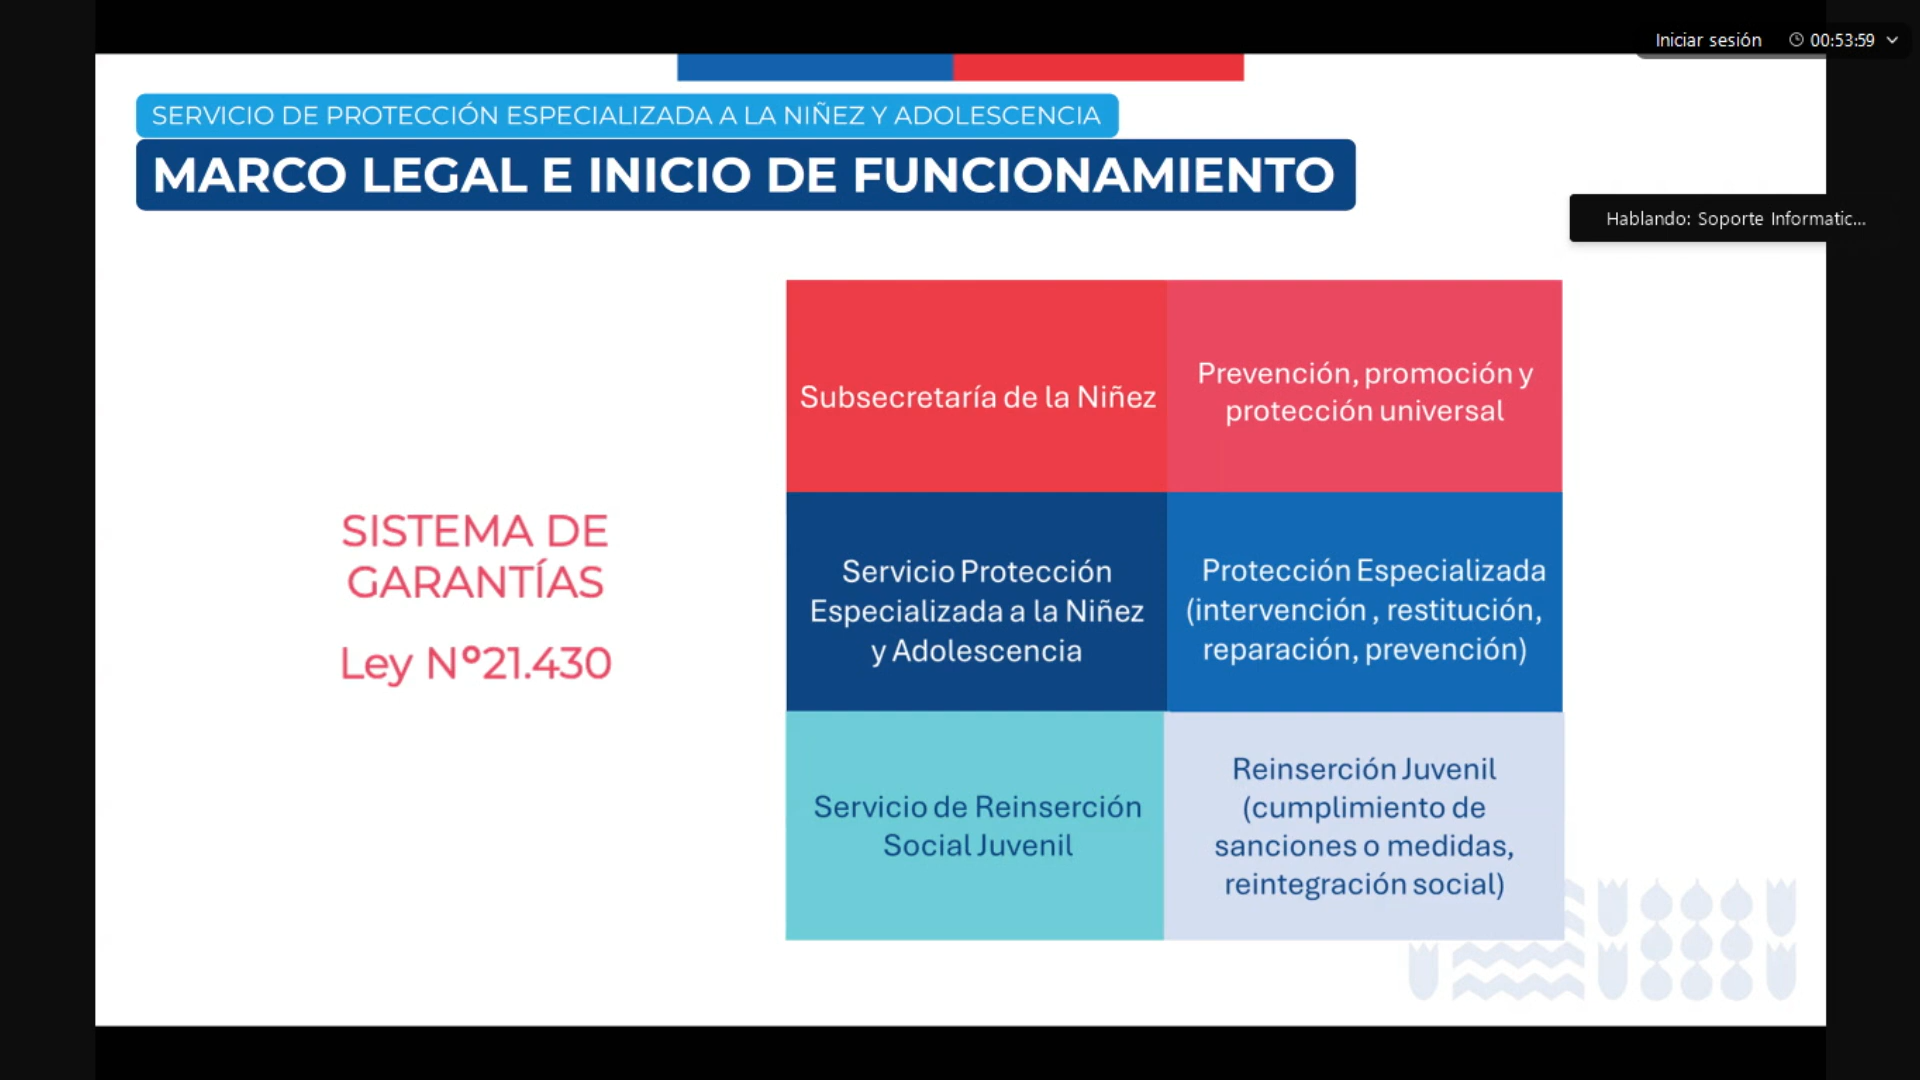 Iniciar sesión 00:53:59
SERVICIO DE PROTECCIÓN ESPECIALIZADA A LA NIÑEZ Y ADOLESCENCIA
MARCO LEGAL E INICIO DE FUNCIONAMIENTO
Hablando: Soporte Informatic...
SISTEMA DE
GARANTÍAS
Ley Nº21.430
Subsecretaría de la Niñez
Prevención, promoción y
protección universal
Servicio Protección
Especializada a la Niñez
y Adolescencia
Protección Especializada
(intervención , restitución,
reparación, prevención)
Servicio de Reinserción
Social Juvenil
Reinserción Juvenil
(cumplimiento de
sanciones o medidas,
reintegración social)